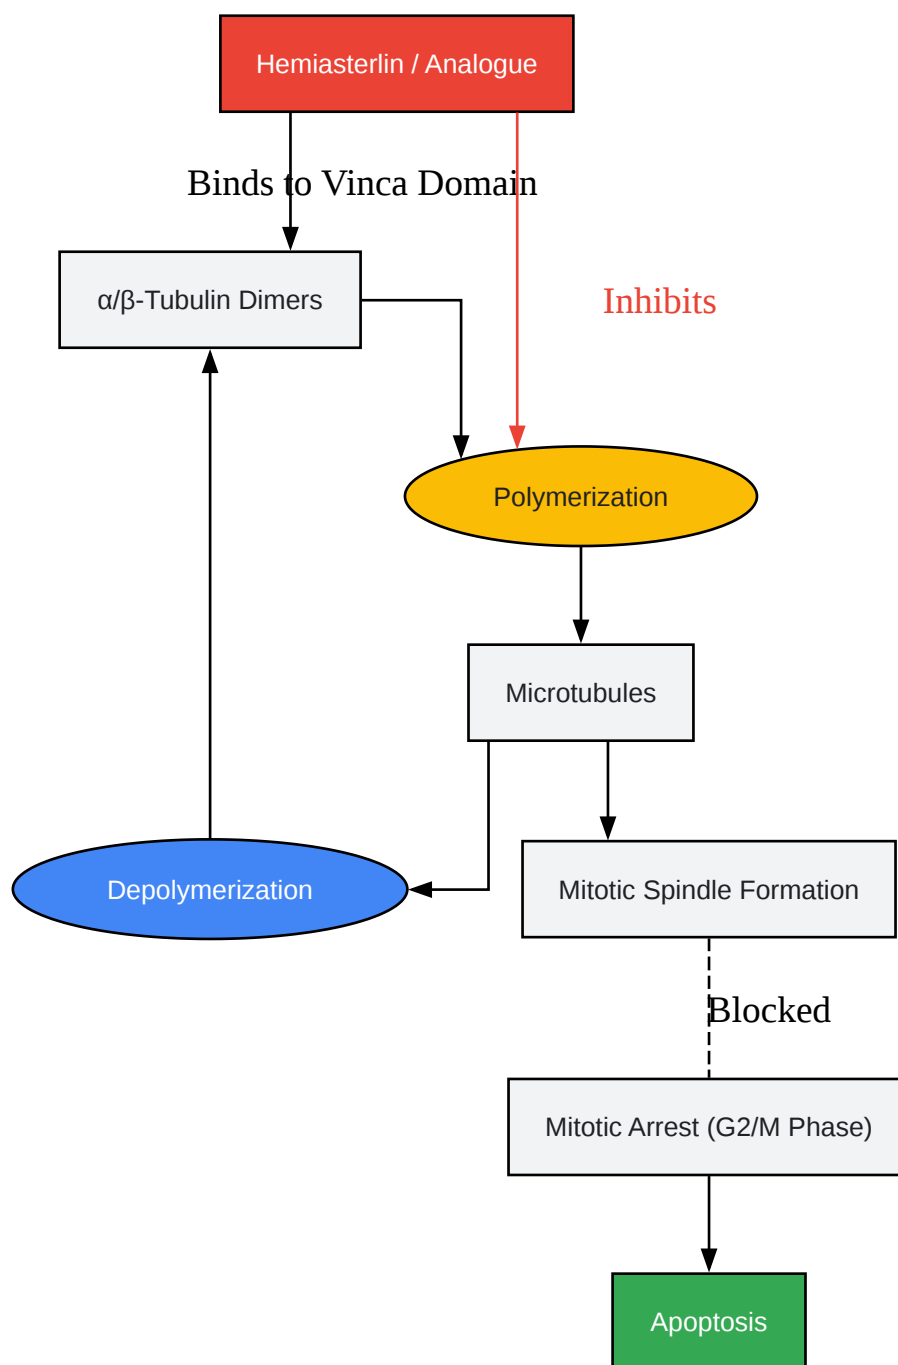 Hemiasterlin / Analogue
Binds to Vinca Domain
α/β-Tubulin Dimers
Inhibits
Polymerization
Microtubules
Depolymerization
Mitotic Spindle Formation
Blocked
Mitotic Arrest (G2/M Phase)
Apoptosis